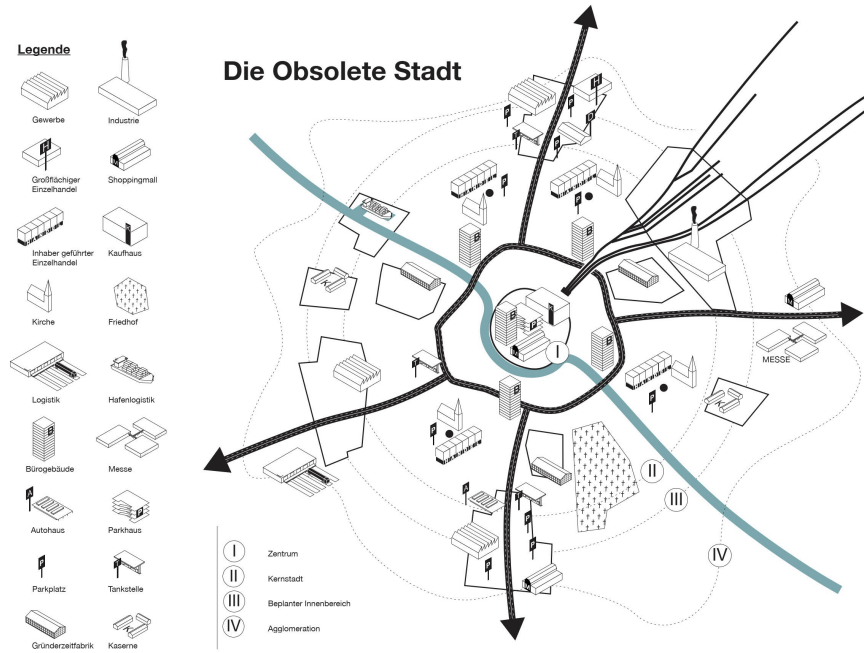 Die Obsolete Stadt
Legende
Gewerbe
Industrie
Großflächiger
Einzelhandel
Shoppingmall
Inhaber geführter
Einzelhandel
Kaufhaus
Kirche
Friedhof
Logistik
Hafenlogistik
Bürogebäude
Messe
Autohaus
Parkhaus
Parkplatz
Tankstelle
Gründerzeitfabrik
Kaserne
MESSE
I
II
III
IV
I Zentrum
II Kernstadt
III Beplanter Innenbereich
IV Agglomeration